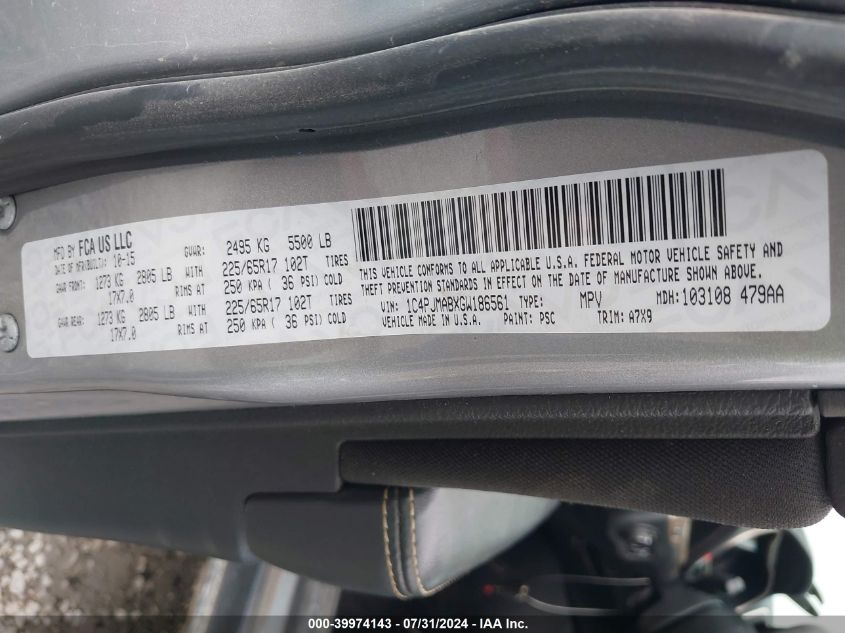 MFD BY FCA US LLC
DATE OF MFR(BUILT): 10-15 GVWR: 2495 KG 5500 LB
GAWR FRONT: 1273 KG 2805 LB WITH 225/65R17 102T TIRES
17X7.0 RIMS AT 250 KPA ( 36 PSI) COLD
GAWR REAR: 1273 KG 2805 LB WITH 225/65R17 102T TIRES
17X7.0 RIMS AT 250 KPA ( 36 PSI) COLD
THIS VEHICLE CONFORMS TO ALL APPLICABLE U.S.A. FEDERAL MOTOR VEHICLE SAFETY AND
THEFT PREVENTION STANDARDS IN EFFECT ON THE DATE OF MANUFACTURE SHOWN ABOVE.
VIN: 1C4PJMABXGW186561 TYPE: MPV MDH: 103108 479AA
VEHICLE MADE IN U.S.A. PAINT: PSC TRIM: A7X9
000-39974143 - 07/31/2024 - IAA Inc.